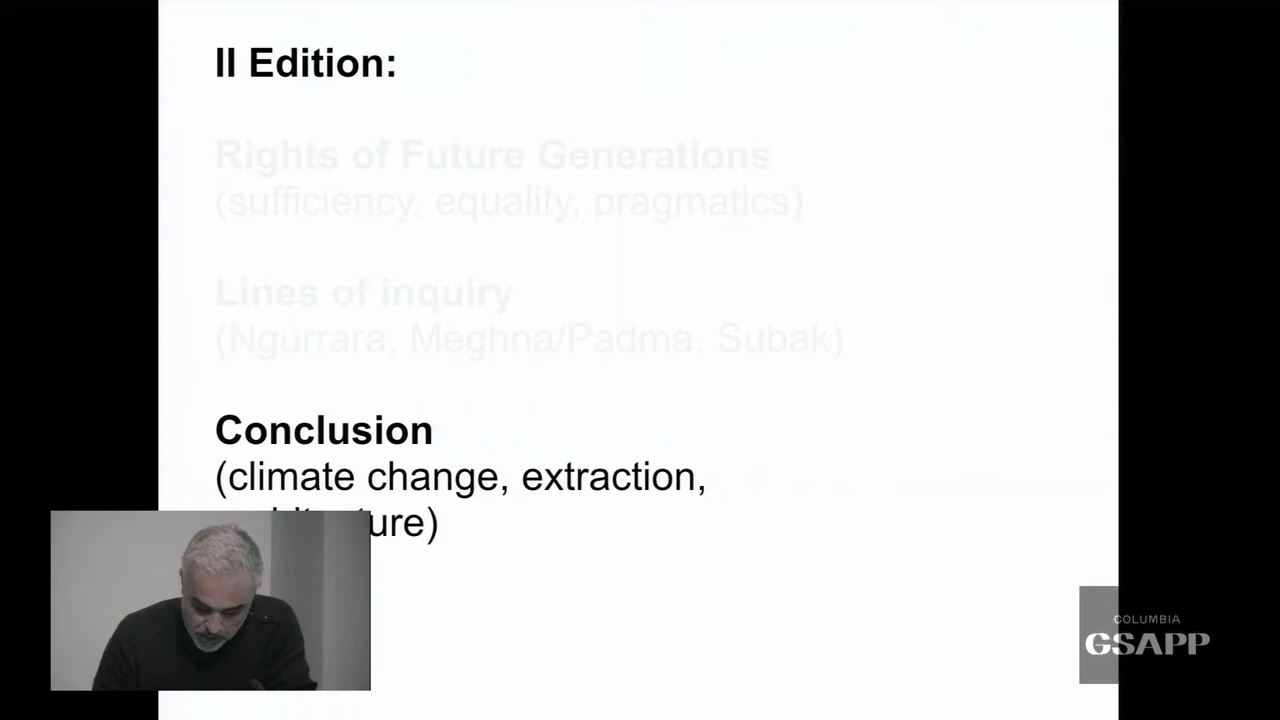 II Edition:
Rights of Future Generations
(sufficiency, equality, pragmatics)
Lines of inquiry
(Ngurrara, Meghna/Padma, Subak)
Conclusion
(climate change, extraction,
COLUMBIA
GSAPP